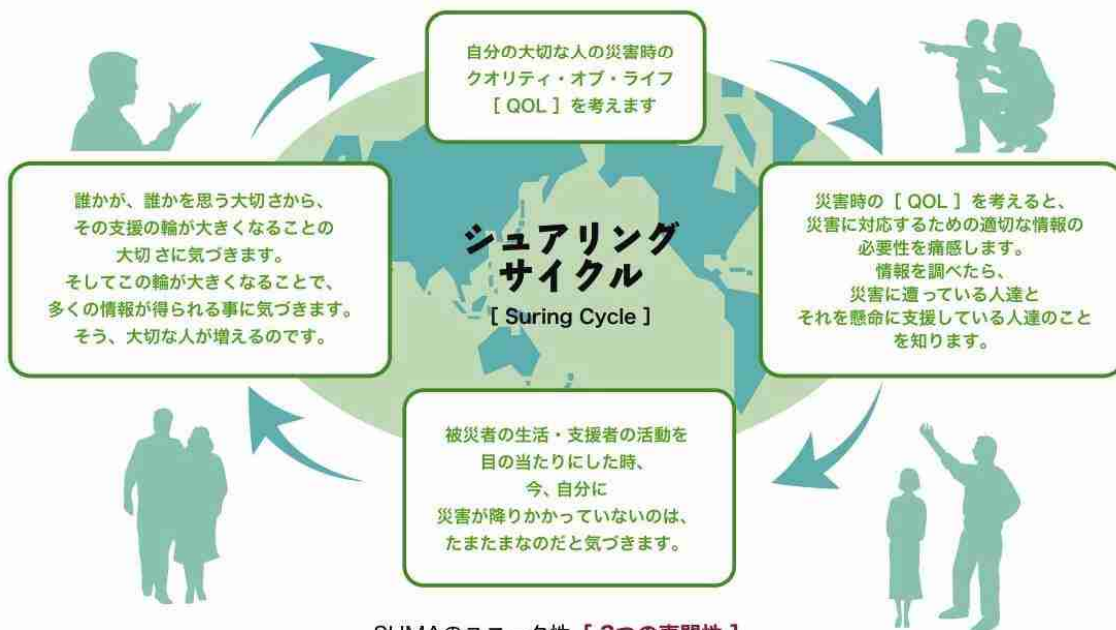 自分の大切な人の災害時の
クオリティ・オブ・ライフ
［ QOL ］を考えます
災害時の［ QOL ］を考えると、
災害に対応するための適切な情報の
必要性を痛感します。
情報を調べたら、
災害に遭っている人達と
それを懸命に支援している人達のこと
を知ります。
被災者の生活・支援者の活動を
目の当たりにした時、
今、自分に
災害が降りかかっていないのは、
たまたまなのだと気づきます。
誰かが、誰かを思う大切さから、
その支援の輪が大きくなることの
大切さに気づきます。
そしてこの輪が大きくなることで、
多くの情報が得られる事に気づきます。
そう、大切な人が増えるのです。
シュアリング
サイクル
［ Suring Cycle ］